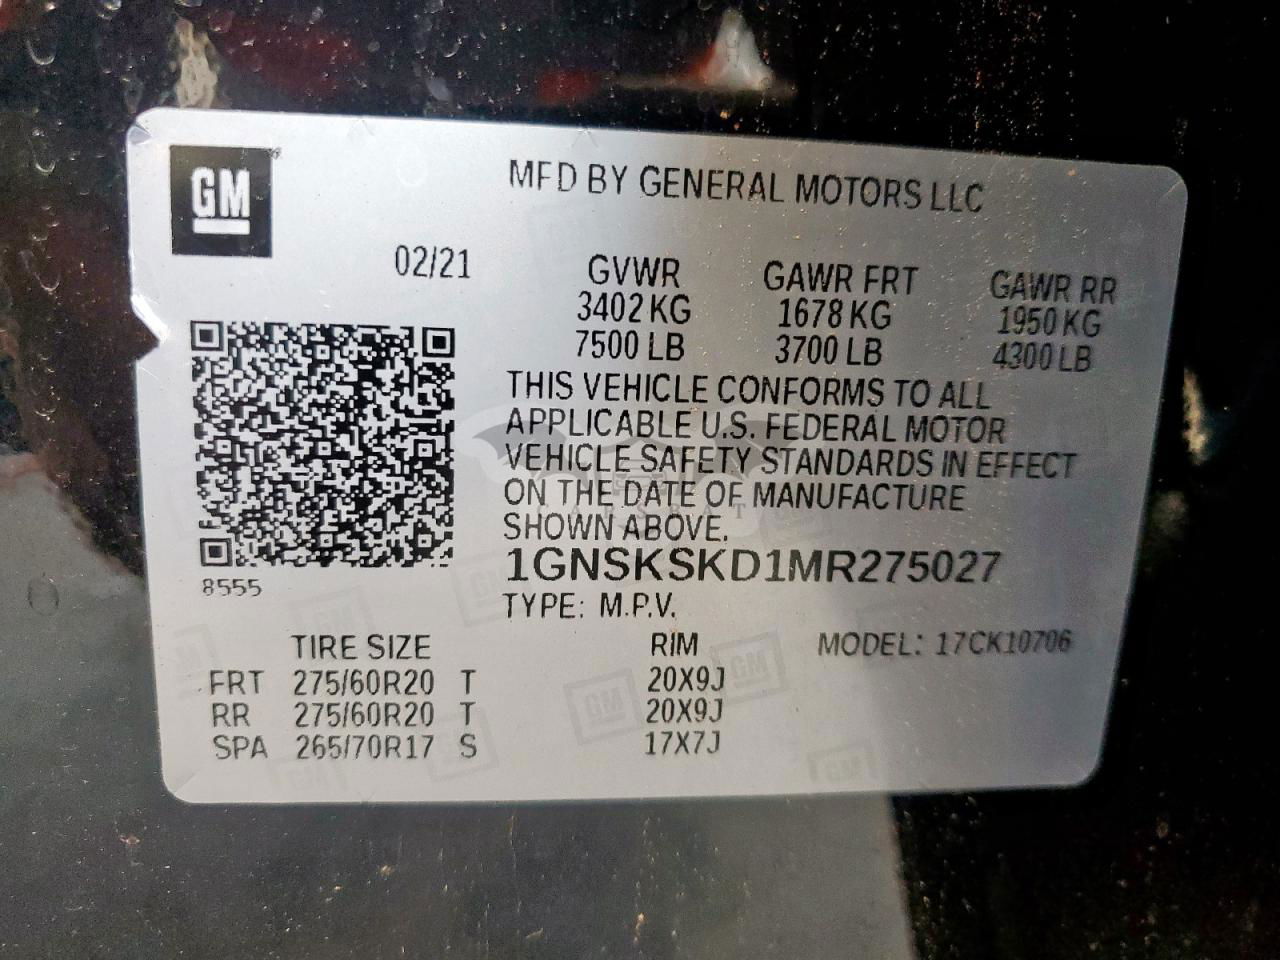 GM
MFD BY GENERAL MOTORS LLC
02/21
GVWR GAWR FRT GAWR RR
3402 KG 1678 KG 1950 KG
7500 LB 3700 LB 4300 LB
THIS VEHICLE CONFORMS TO ALL
APPLICABLE U.S. FEDERAL MOTOR
VEHICLE SAFETY STANDARDS IN EFFECT
ON THE DATE OF MANUFACTURE
SHOWN ABOVE.
8555
1GNSKSKD1MR275027
TYPE: M.P.V.
TIRE SIZE RIM MODEL: 17CK10706
FRT 275/60R20 T 20X9J
RR 275/60R20 T 20X9J
SPA 265/70R17 S 17X7J
GM
GM